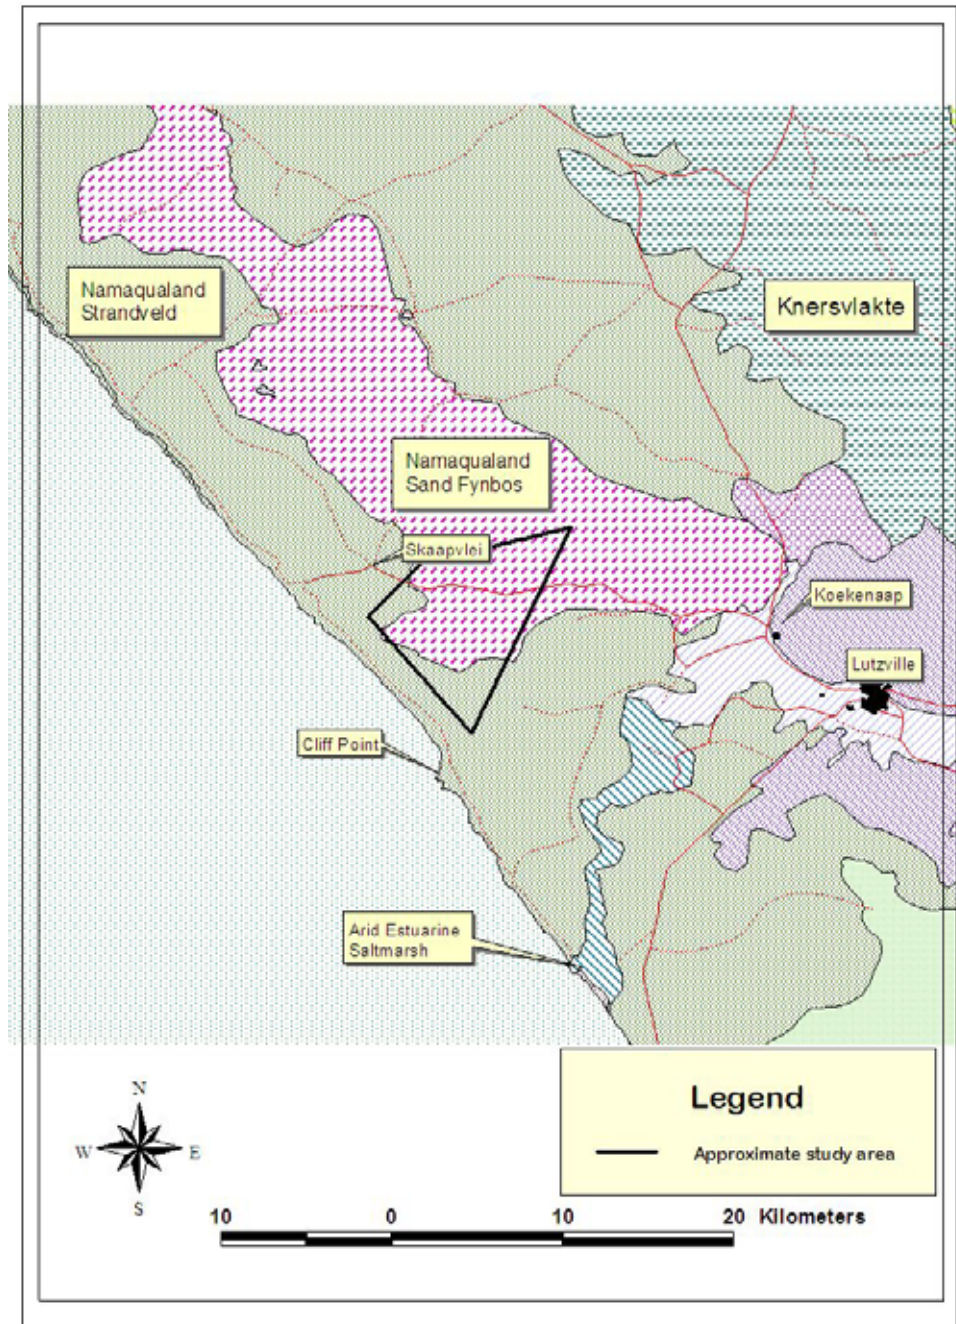 Namaqualand
Strandveld
Knersvlakte
Namaqualand
Sand Fynbos
Skaapvlei
Koekenaap
Lutzville
Cliff Point
Arid Estuarine
Saltmarsh
N
W
E
S
Legend
Approximate study area
10
0
10
20 Kilometers